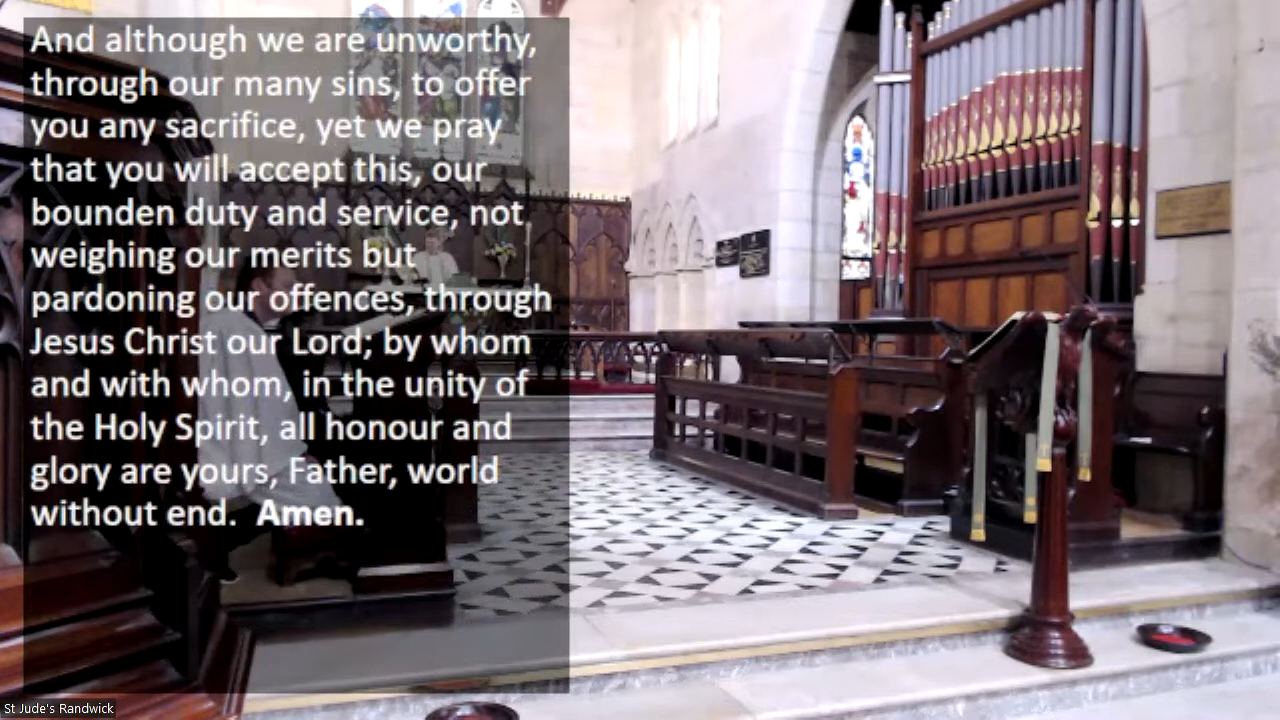 And although we are unworthy,
through our many sins, to offer
you any sacrifice, yet we pray
that you will accept this, our
bounden duty and service, not
weighing our merits but
pardoning our offences, through
Jesus Christ our Lord; by whom
and with whom, in the unity of
the Holy Spirit, all honour and
glory are yours, Father, world
without end.  Amen.
St Jude's Randwick